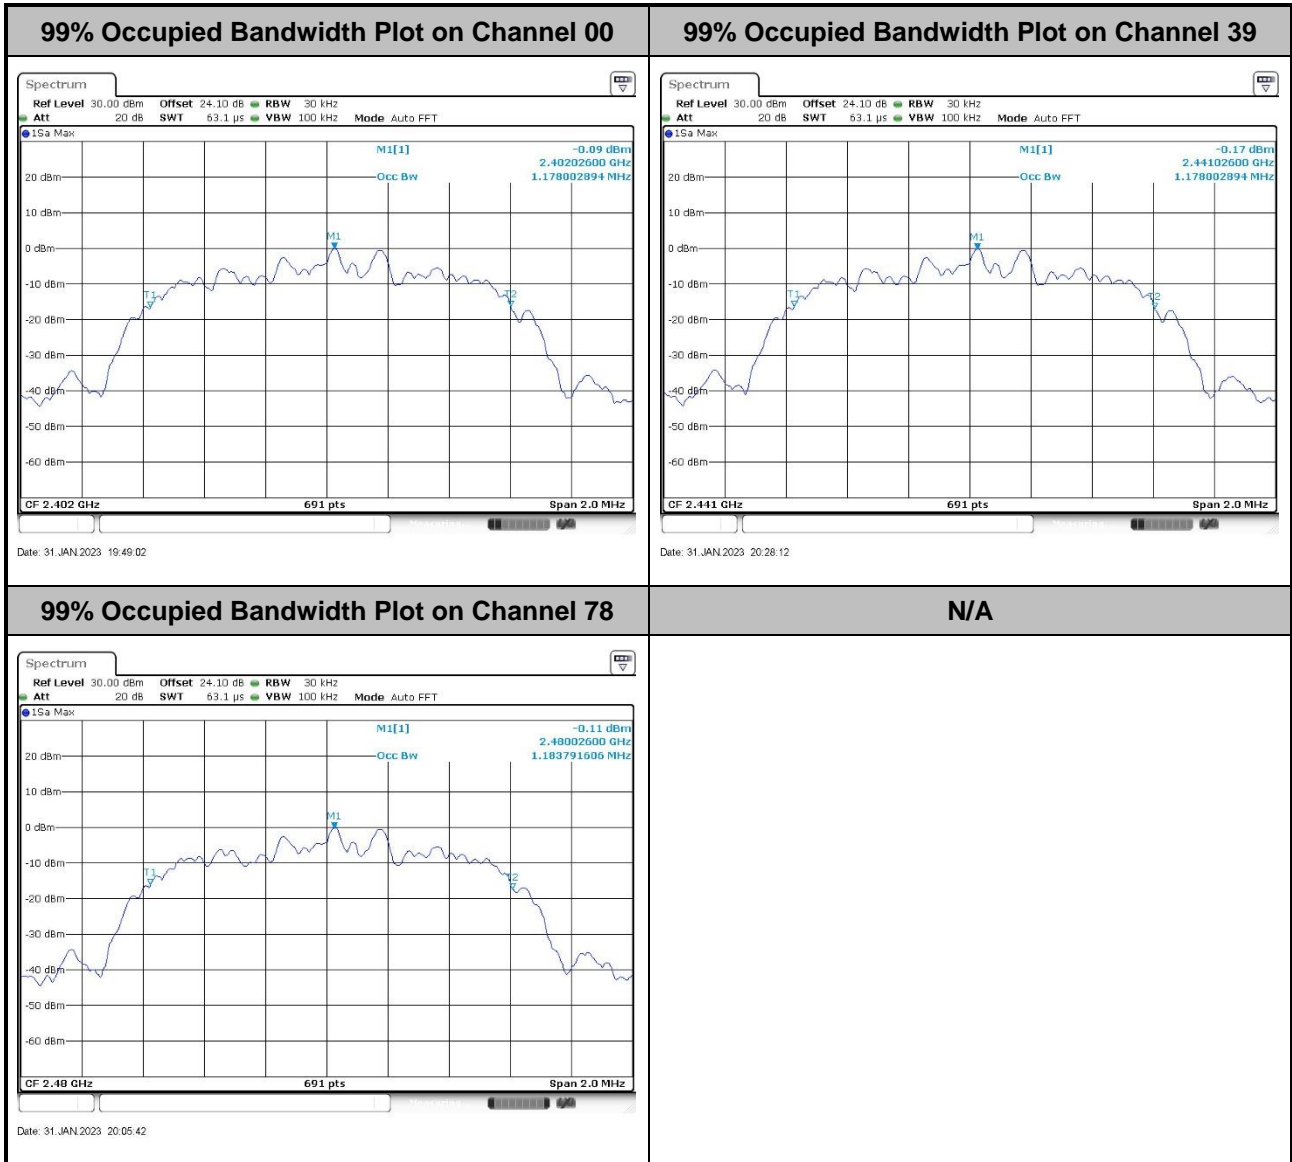 99% Occupied Bandwidth Plot on Channel 00
Spectrum
Ref Level 30.00 dBm Offset 24.10 dB RBW 30 kHz
Att 20 dB SWT 63.1 µs VBW 100 kHz Mode Auto FFT
1Sa Max
M1[1] -0.09 dBm
2.40202600 GHz
Occ Bw 1.178002894 MHz
20 dBm
10 dBm
M1
0 dBm
-10 dBm
T1
T2
-20 dBm
-30 dBm
-40 dBm
-50 dBm
-60 dBm
CF 2.402 GHz 691 pts Span 2.0 MHz
Date: 31.JAN.2023 19:49:02
99% Occupied Bandwidth Plot on Channel 39
Spectrum
Ref Level 30.00 dBm Offset 24.10 dB RBW 30 kHz
Att 20 dB SWT 63.1 µs VBW 100 kHz Mode Auto FFT
1Sa Max
M1[1] -0.17 dBm
2.44102600 GHz
Occ Bw 1.178002894 MHz
20 dBm
10 dBm
M1
0 dBm
-10 dBm
T1
T2
-20 dBm
-30 dBm
-40 dBm
-50 dBm
-60 dBm
CF 2.441 GHz 691 pts Span 2.0 MHz
Date: 31.JAN.2023 20:28:12
99% Occupied Bandwidth Plot on Channel 78
Spectrum
Ref Level 30.00 dBm Offset 24.10 dB RBW 30 kHz
Att 20 dB SWT 63.1 µs VBW 100 kHz Mode Auto FFT
1Sa Max
M1[1] -0.11 dBm
2.48002600 GHz
Occ Bw 1.183791606 MHz
20 dBm
10 dBm
M1
0 dBm
-10 dBm
T1
T2
-20 dBm
-30 dBm
-40 dBm
-50 dBm
-60 dBm
CF 2.48 GHz 691 pts Span 2.0 MHz
Date: 31.JAN.2023 20:05:42
N/A